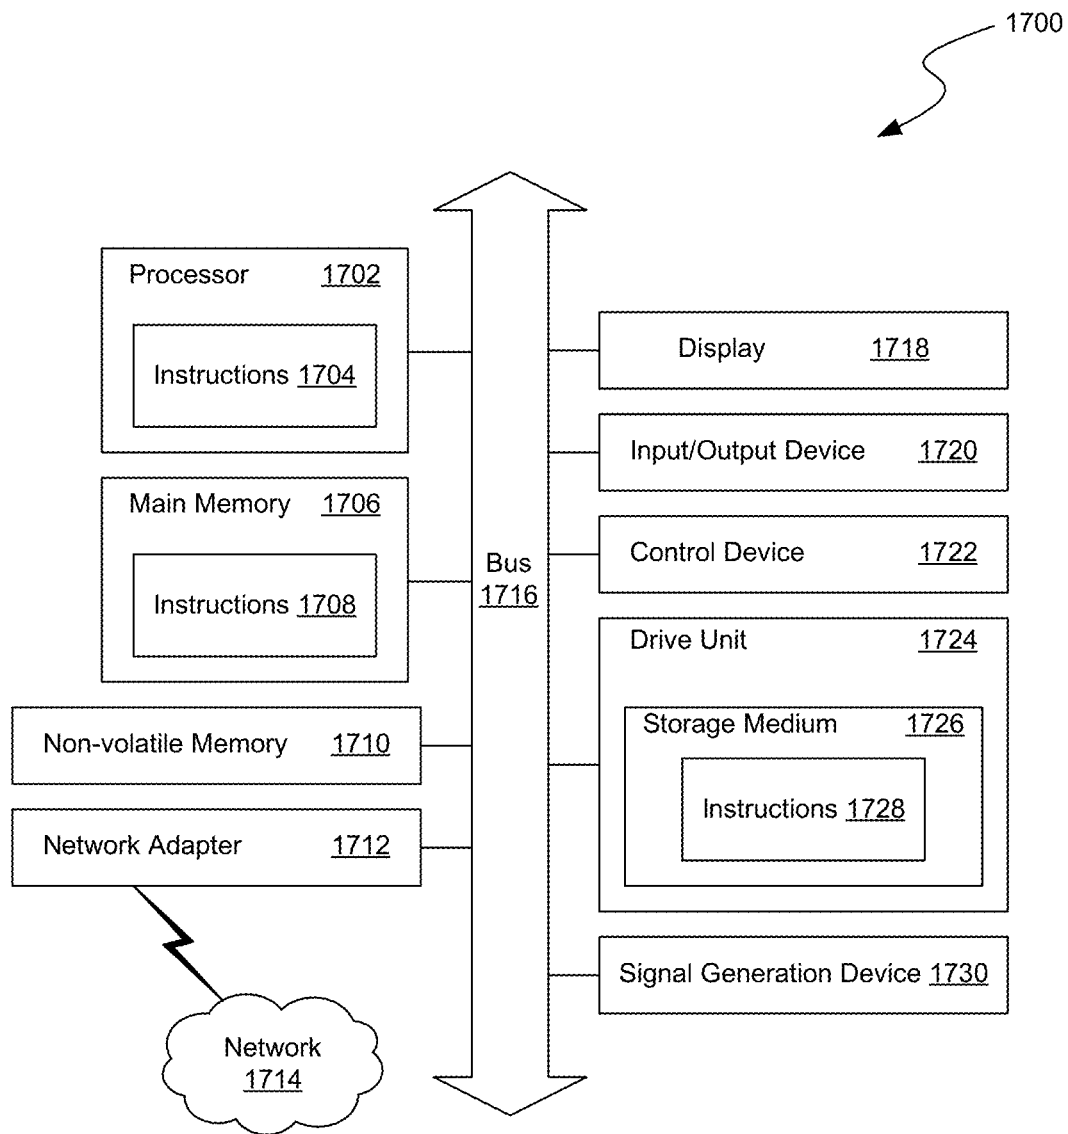 1700
Processor 1702
Instructions 1704
Main Memory 1706
Instructions 1708
Non-volatile Memory 1710
Network Adapter 1712
Network
1714
Bus
1716
Display 1718
Input/Output Device 1720
Control Device 1722
Drive Unit 1724
Storage Medium 1726
Instructions 1728
Signal Generation Device 1730